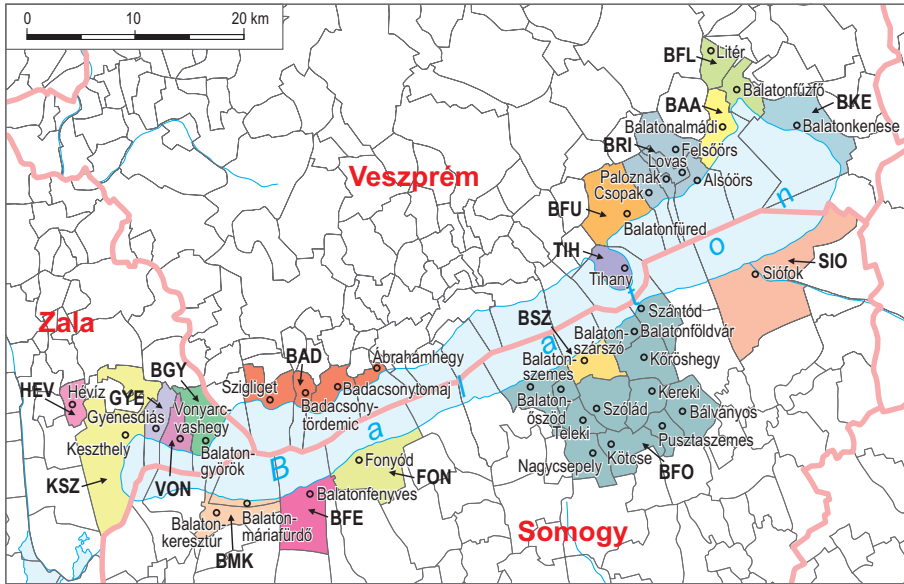 0 10 20 km
Litér
BFL
Balatonfűzfő
BKE
BAA
Balatonalmádi
Balatonkenese
BRI
Felsőörs
Lovas
Veszprém
Paloznak
Csopak
Alsóörs
BFU
Balatonfüred
n
TIH
o
SIO
Tihany
Siófok
t
Zala
BSZ
Szántód
Balaton-
szárszó
Balatonföldvár
a
BAD
Ábrahámhegy
Kőröshegy
BGY
Balaton-
szemes
HEV
Hévíz
GYE
Szigliget
Badacsonytomaj
l
Kereki
Vonyarc-
vashegy
Badacsony-
tördemic
Balaton-
őszöd
Szólád
Bálványos
Gyenesdiás
Teleki
Pusztaszemes
Keszthely
Balaton-
györök
a
Fonyód
Kötcse
Nagycsepely
BFO
B
FON
KSZ
VON
Balatonfenyves
Balaton-
keresztúr
Balaton-
máriafürdő
BFE
BMK
Somogy